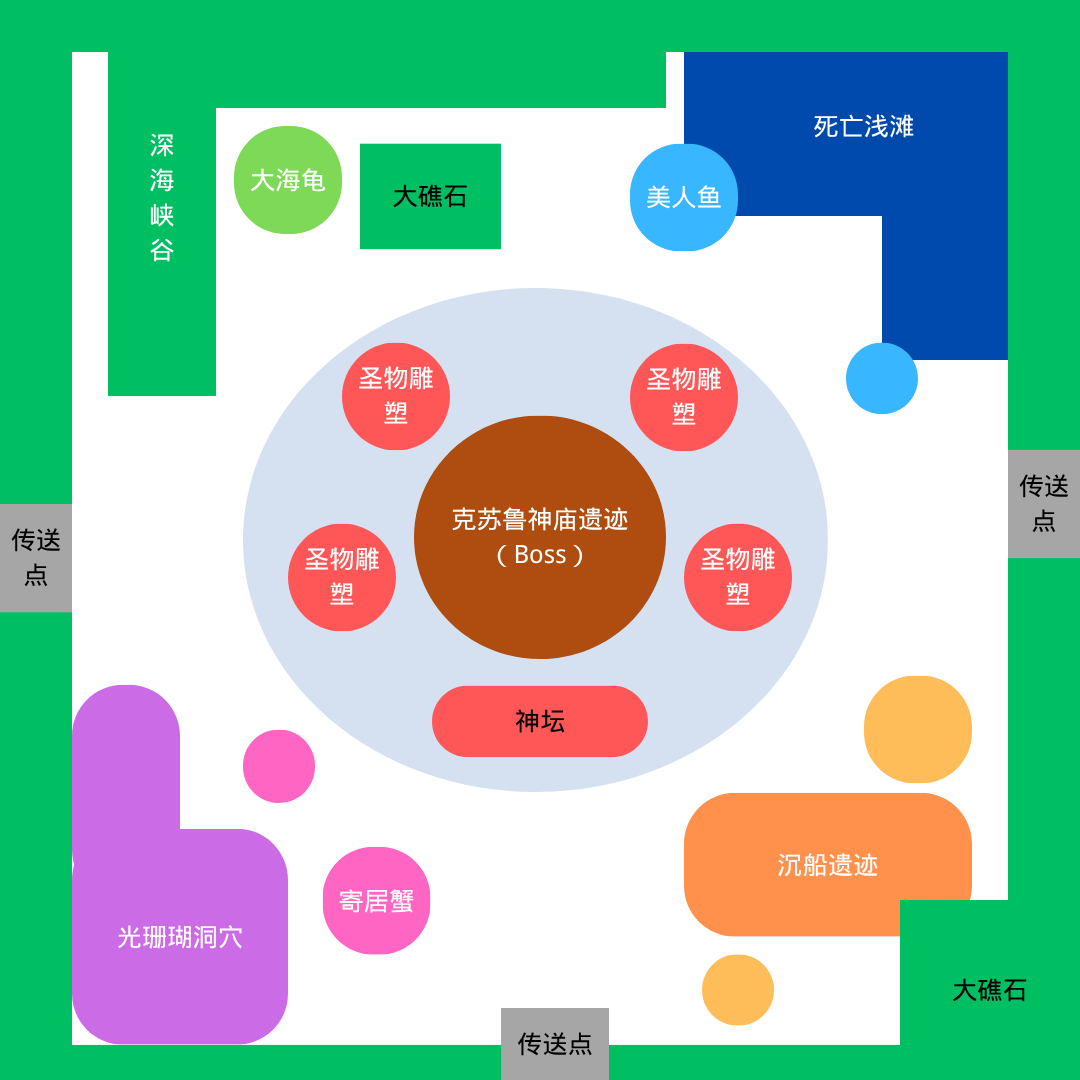 深
海
峡
谷
大海龟
大礁石
美人鱼
死亡浅滩
圣物雕
塑
圣物雕
塑
传送
点
传送
点
克苏鲁神庙遗迹
（Boss）
圣物雕
塑
圣物雕
塑
神坛
沉船遗迹
光珊瑚洞穴
寄居蟹
大礁石
传送点